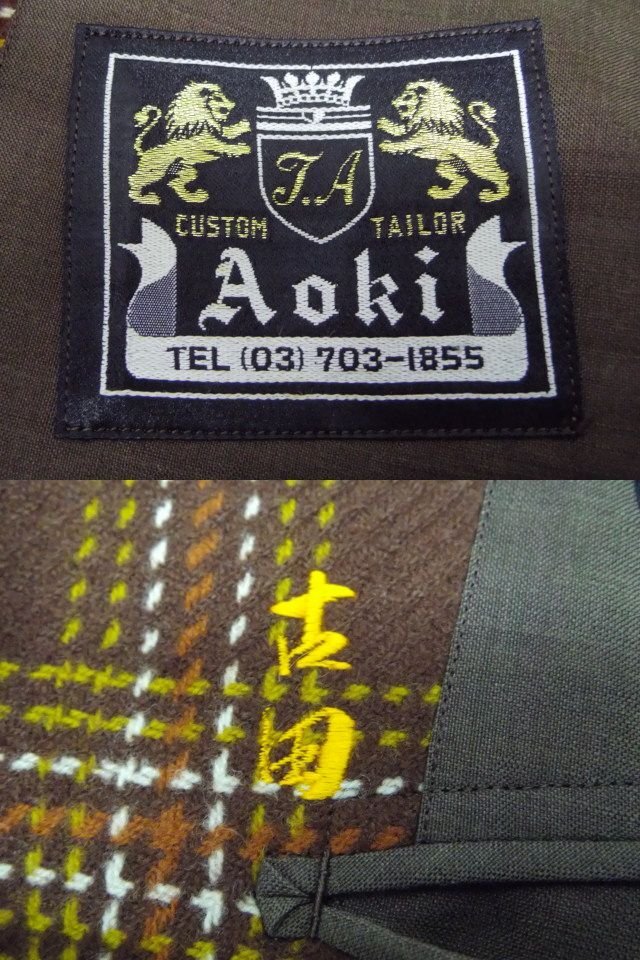 T.A
CUSTOM TAILOR
Aoki
TEL (03) 703-1855
吉田